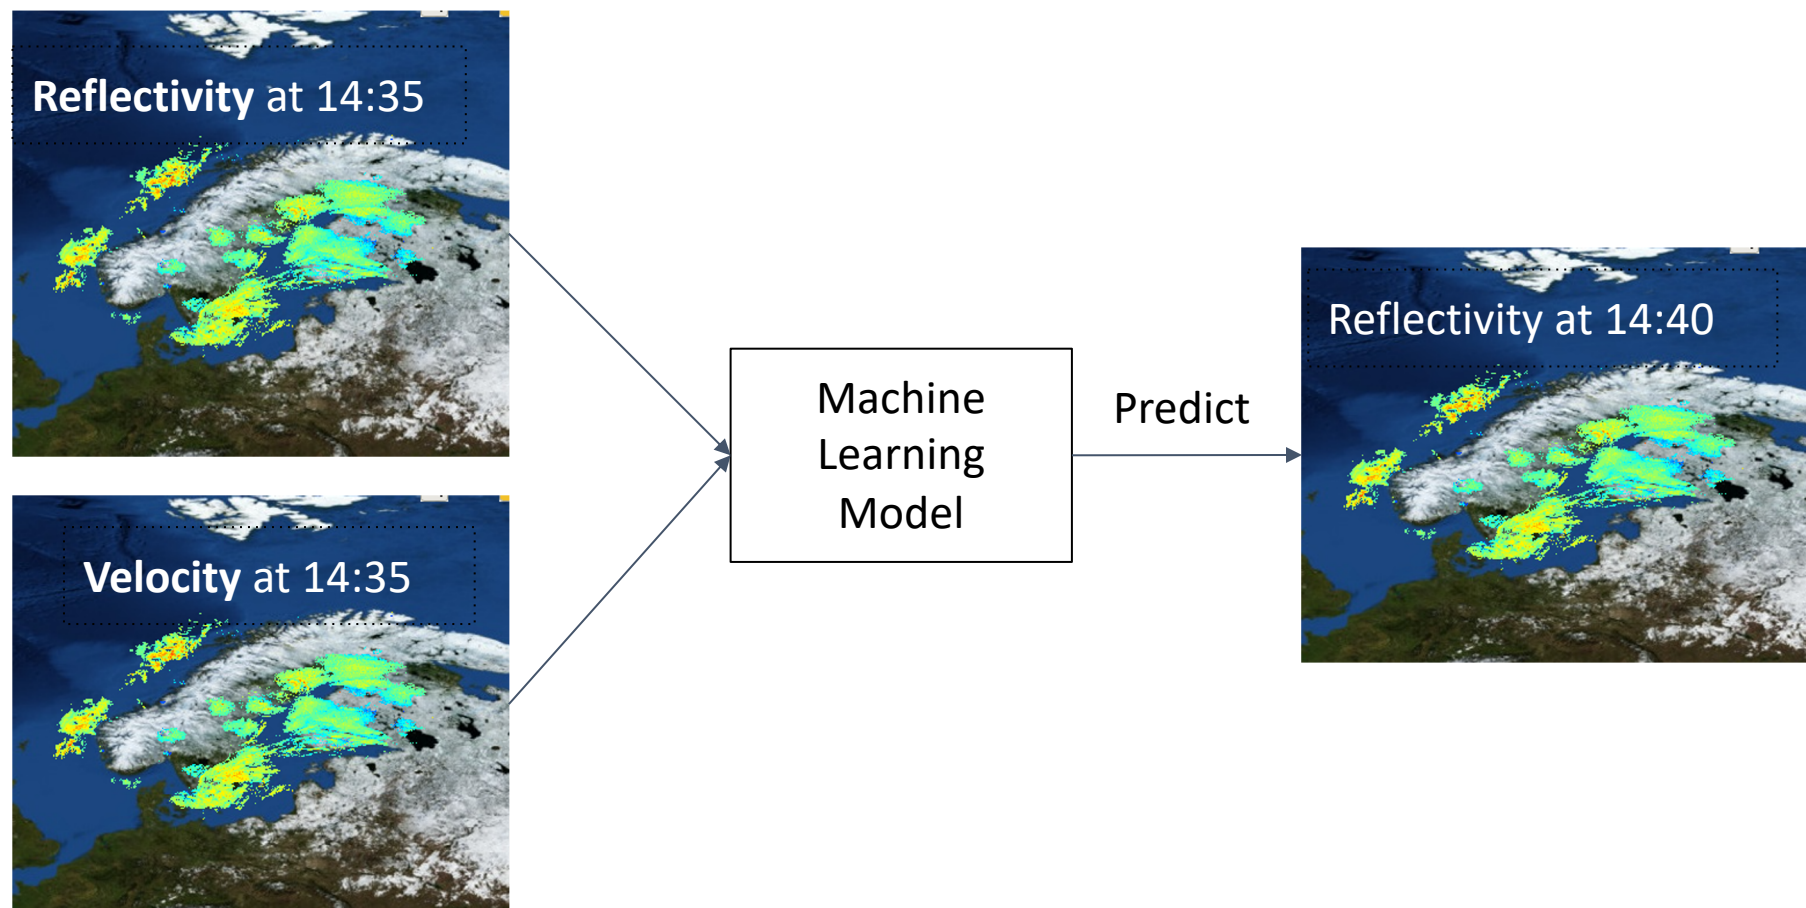 Reflectivity at 14:35
Velocity at 14:35
Machine
Learning
Model
Predict
Reflectivity at 14:40